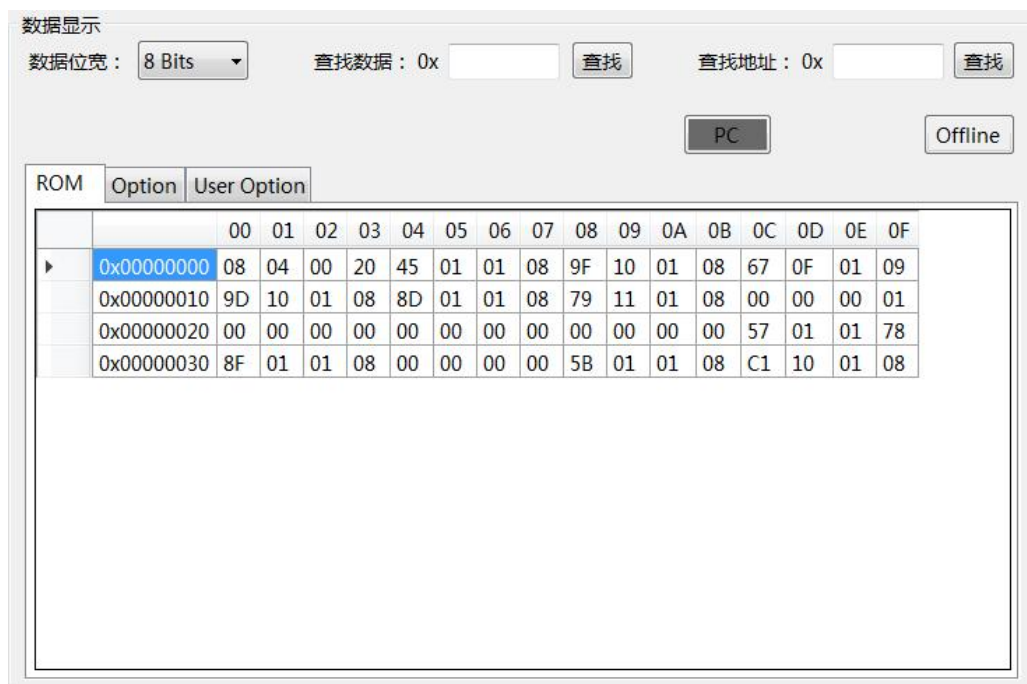 数据显示
数据位宽： 8 Bits 查找数据： 0x 查找 查找地址： 0x 查找
PC Offline
ROM Option User Option
00 01 02 03 04 05 06 07 08 09 0A 0B 0C 0D 0E 0F
0x00000000 08 04 00 20 45 01 01 08 9F 10 01 08 67 0F 01 09
0x00000010 9D 10 01 08 8D 01 01 08 79 11 01 08 00 00 00 01
0x00000020 00 00 00 00 00 00 00 00 00 00 00 00 57 01 01 78
0x00000030 8F 01 01 08 00 00 00 00 5B 01 01 08 C1 10 01 08